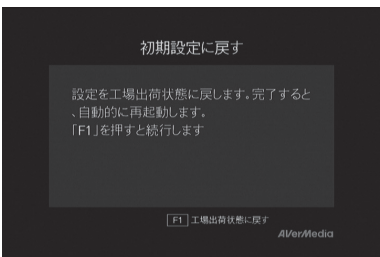 初期設定に戻す
設定を工場出荷状態に戻します。完了すると
、自動的に再起動します。
「F1」を押すと続行します
F1 工場出荷状態に戻す
AVerMedia